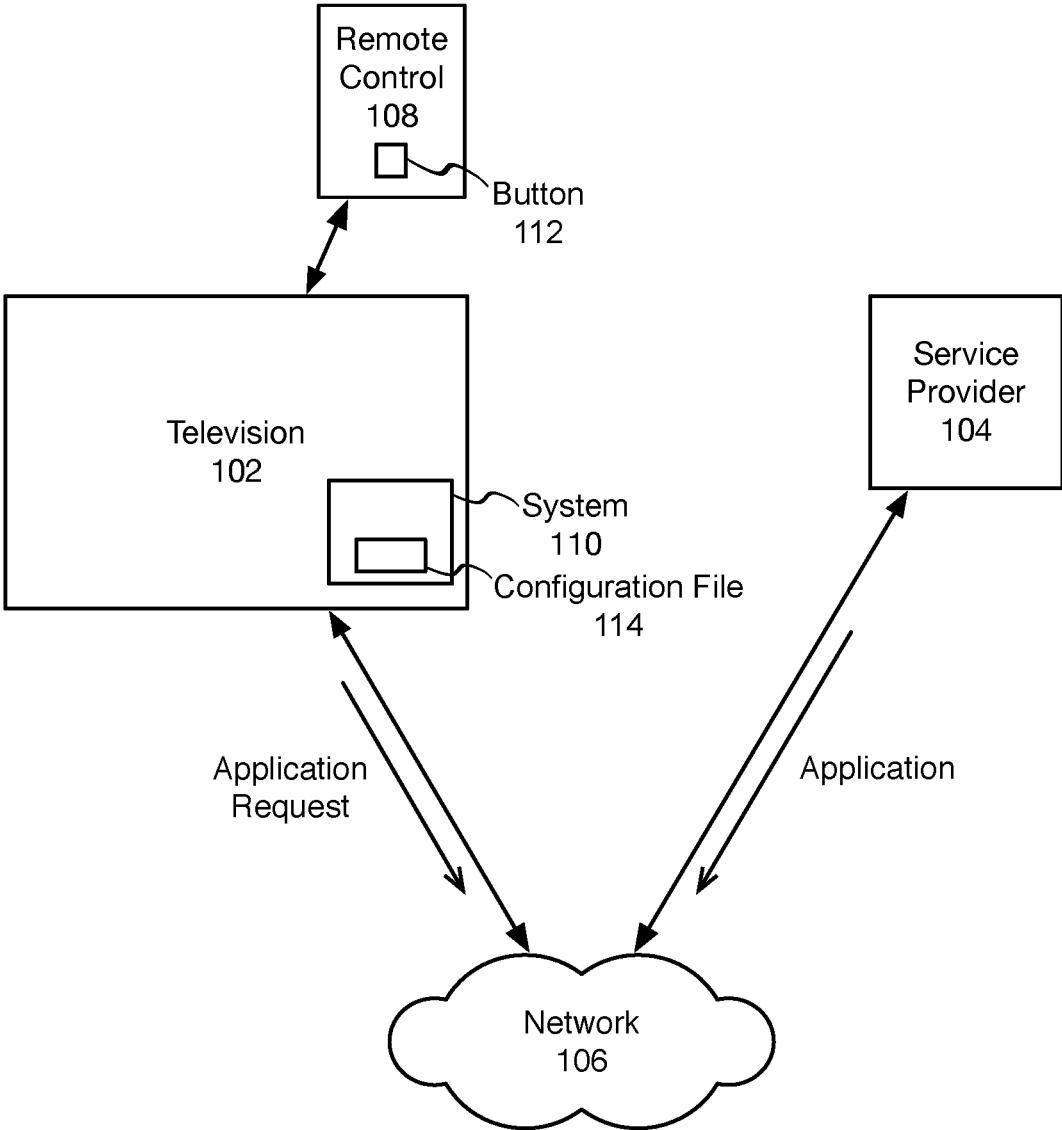 Remote
Control
108
Button
112
Television
102
System
110
Configuration File
114
Service
Provider
104
Application
Request
Application
Network
106